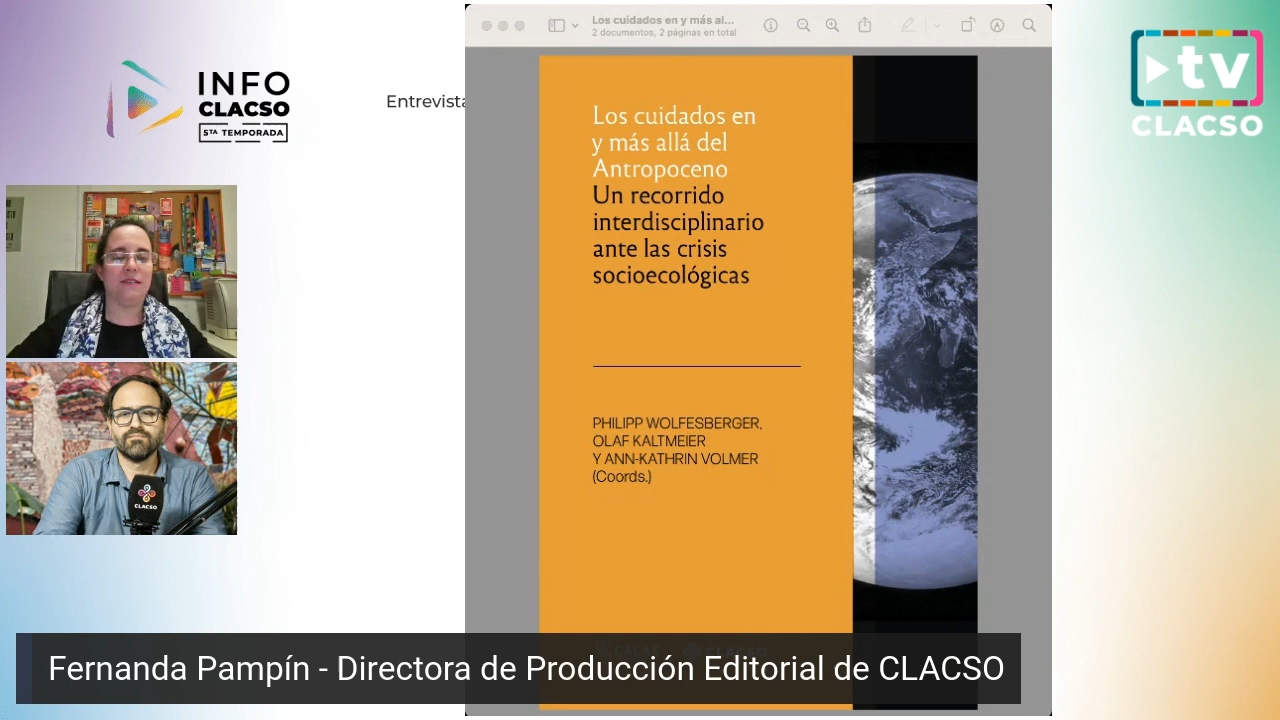 INFO
CLACSO
5TA TEMPORADA
Entrevista
Los cuidados en y más al...
2 documentos, 2 páginas en total
tv
CLACSO
Los cuidados en
y más allá del
Antropoceno
Un recorrido
interdisciplinario
ante las crisis
socioecológicas
PHILIPP WOLFESBERGER,
OLAF KALTMEIER
Y ANN-KATHRIN VOLMER
(Coords.)
CLACSO
Fernanda Pampín - Directora de Producción Editorial de CLACSO